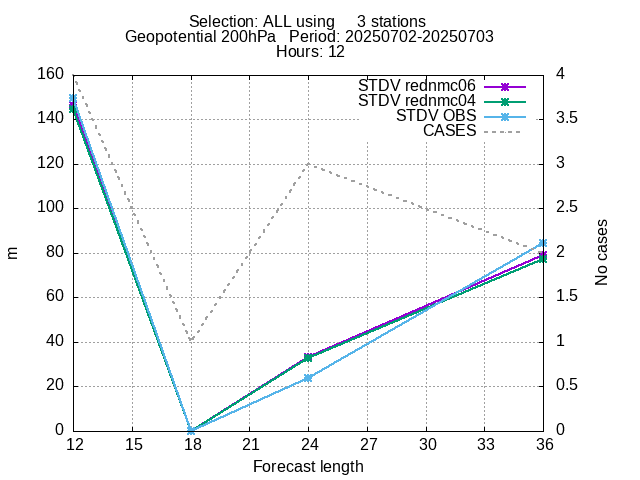 Selection: ALL using     3 stations
Geopotential 200hPa   Period: 20250702-20250703
Hours: 12
160
140
120
100
80
60
40
20
0
4
3.5
3
2.5
2
1.5
1
0.5
0
STDV rednmc06
STDV rednmc04
STDV OBS
CASES
m
No cases
12 15 18 21 24 27 30 33 36
Forecast length